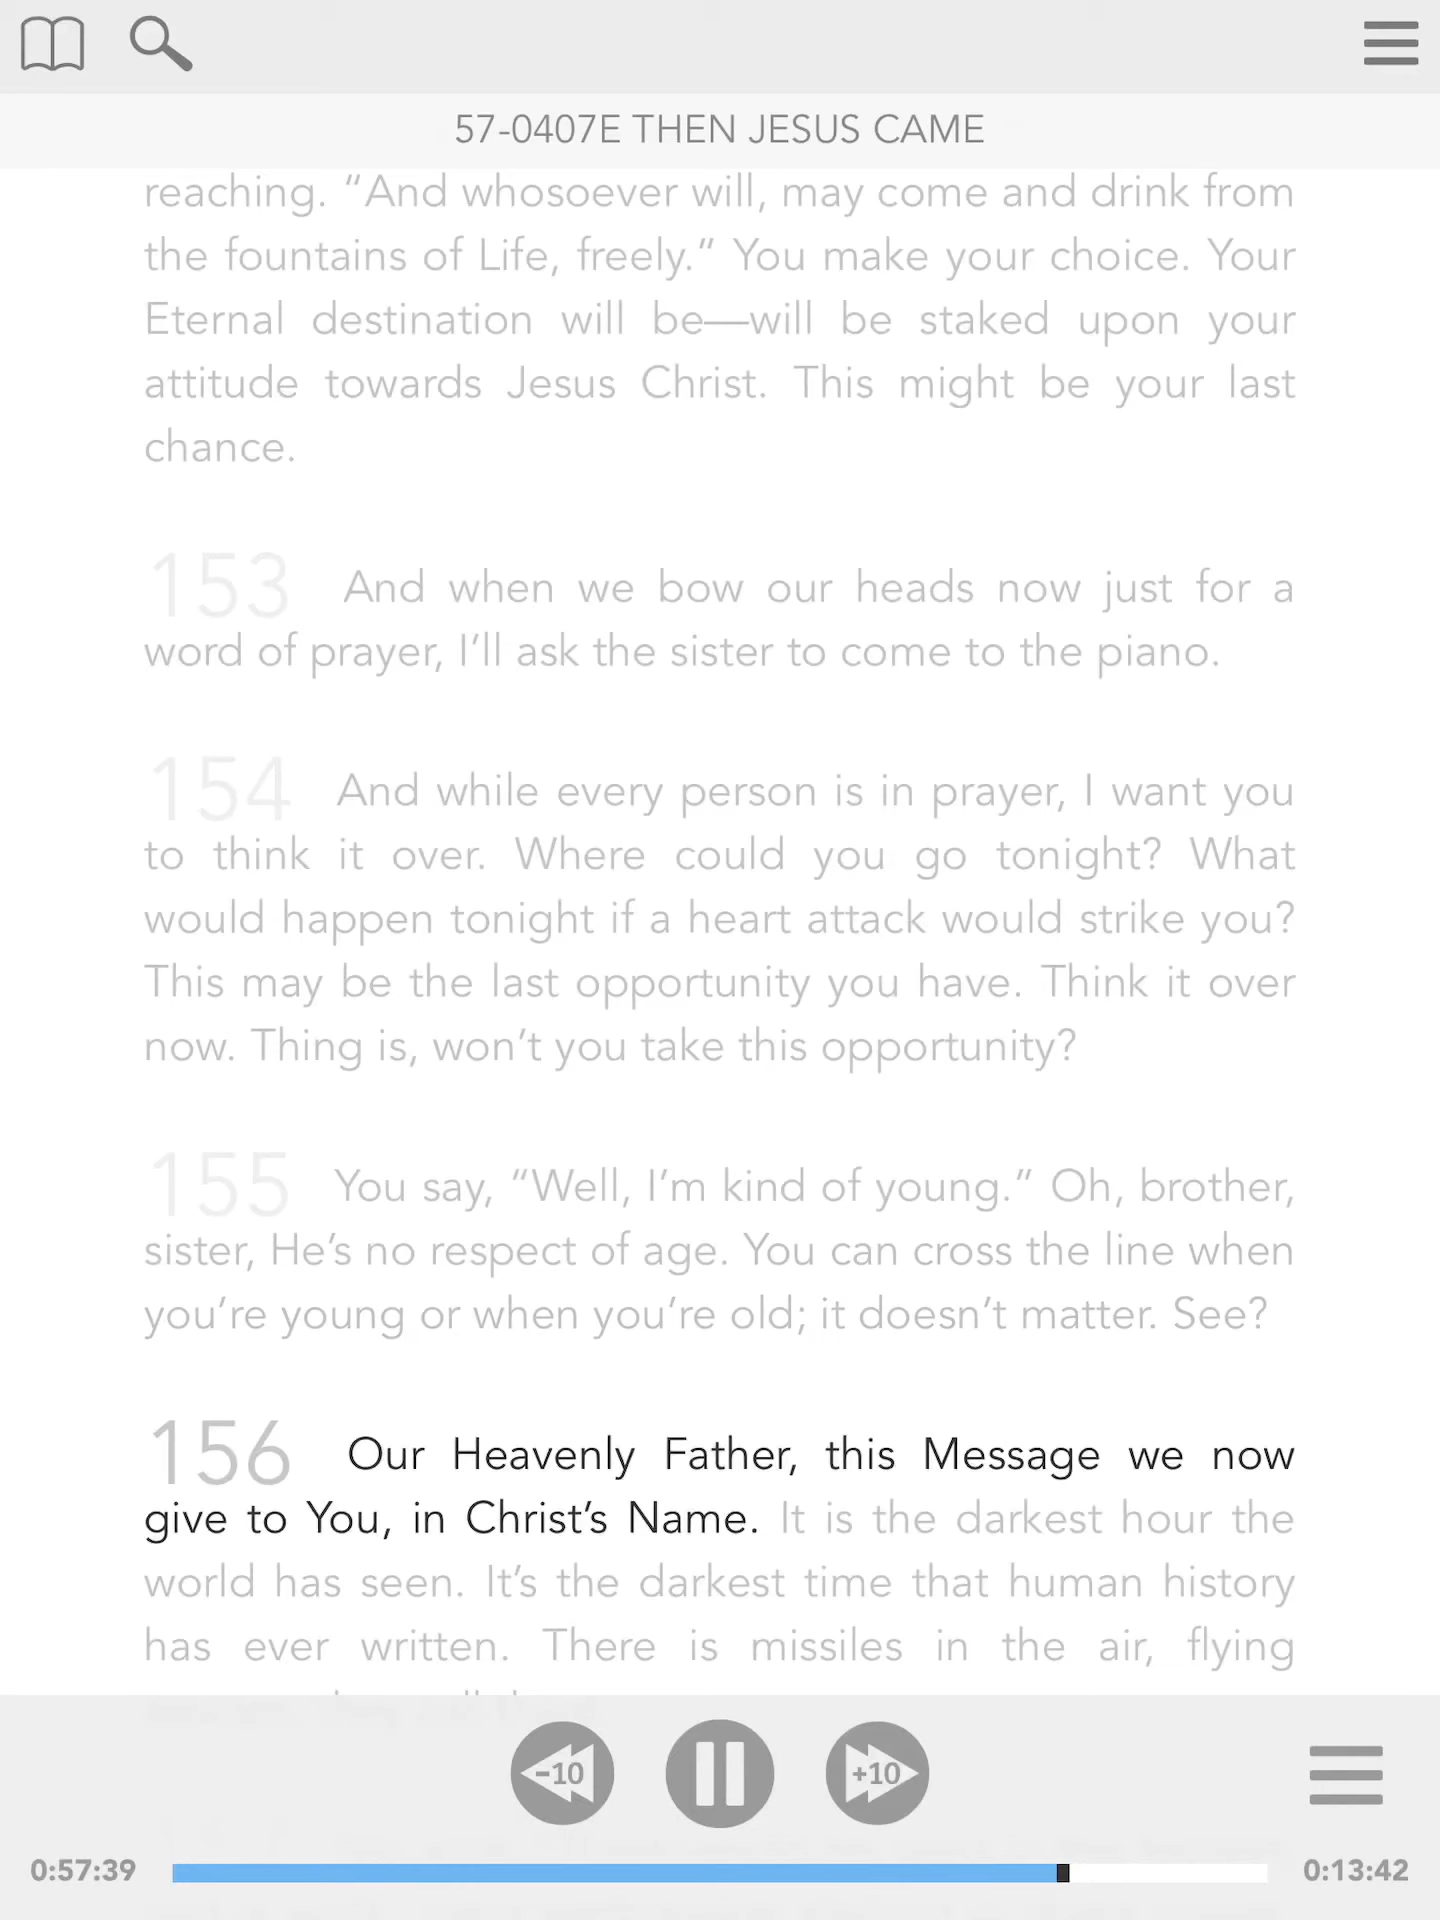 57-0407E THEN JESUS CAME
reaching. “And whosoever will, may come and drink from
the fountains of Life, freely.” You make your choice. Your
Eternal destination will be—will be staked upon your
attitude towards Jesus Christ. This might be your last
chance.
153 And when we bow our heads now just for a
word of prayer, I’ll ask the sister to come to the piano.
154 And while every person is in prayer, I want you
to think it over. Where could you go tonight? What
would happen tonight if a heart attack would strike you?
This may be the last opportunity you have. Think it over
now. Thing is, won’t you take this opportunity?
155 You say, “Well, I’m kind of young.” Oh, brother,
sister, He’s no respect of age. You can cross the line when
you’re young or when you’re old; it doesn’t matter. See?
156 Our Heavenly Father, this Message we now
give to You, in Christ’s Name. It is the darkest hour the
world has seen. It’s the darkest time that human history
has ever written. There is missiles in the air, flying
-10 +10
0:57:39 0:13:42